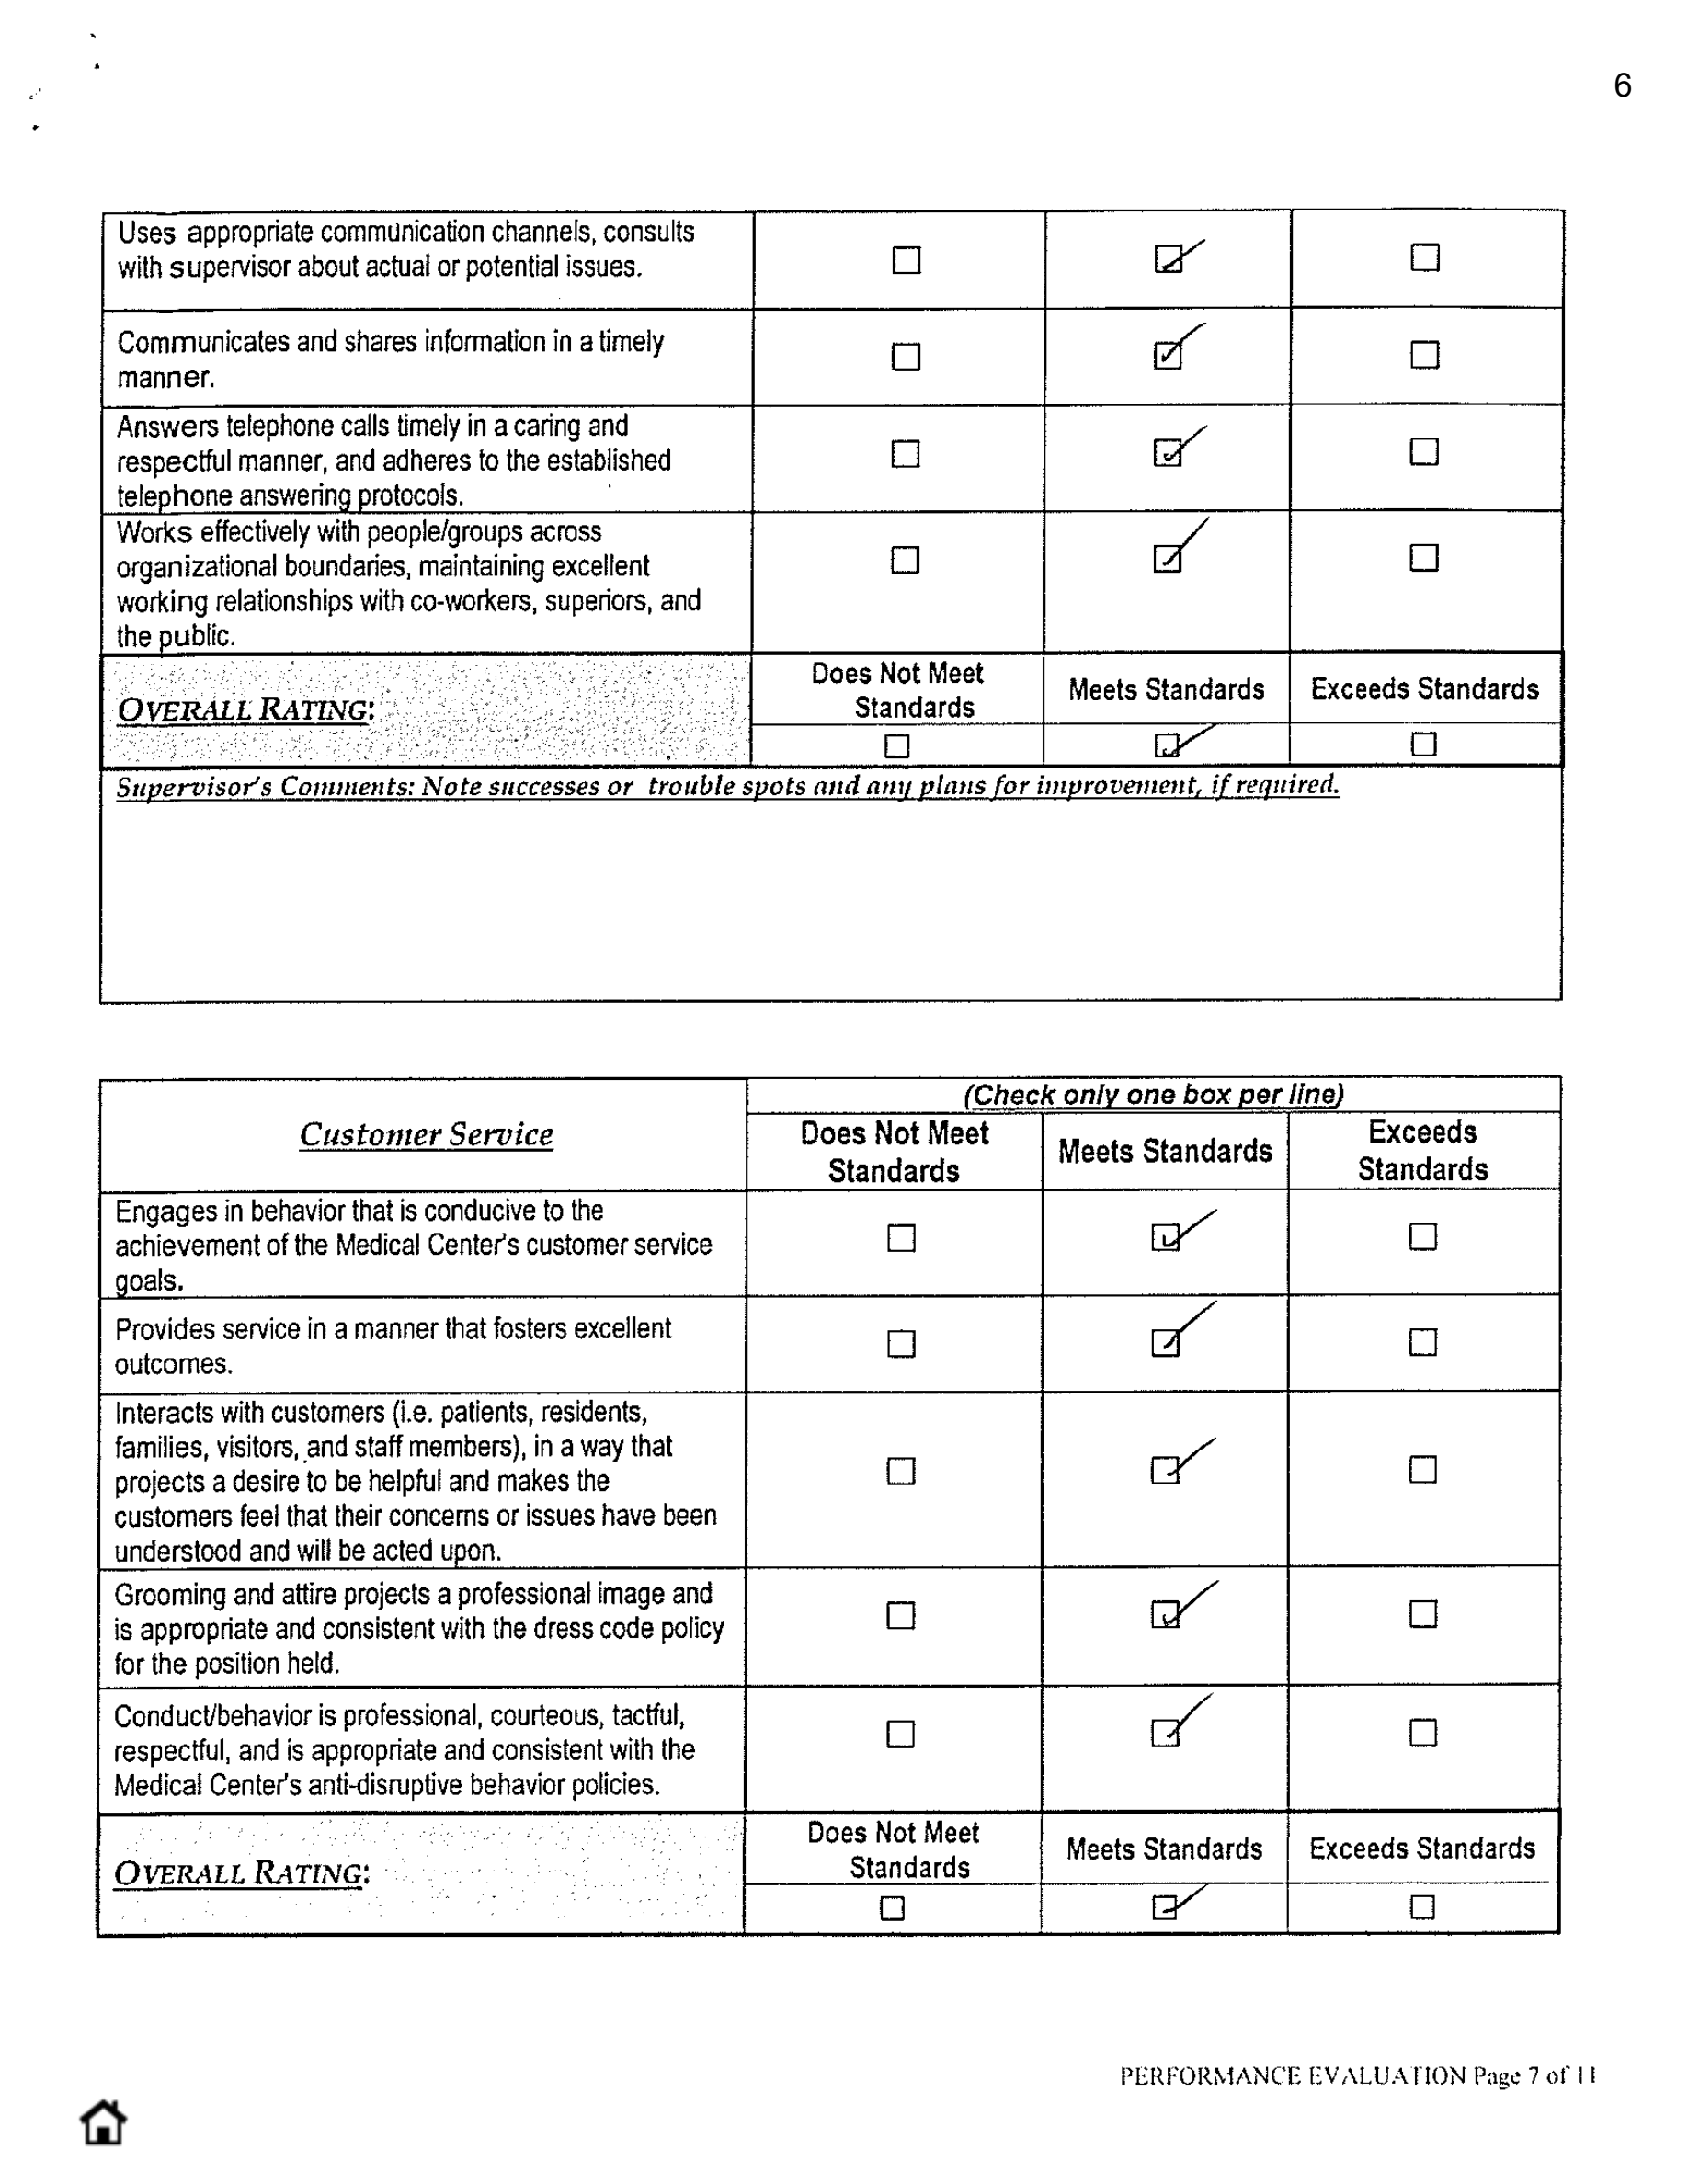 6
Uses appropriate communication channels, consults
with supervisor about actual or potential issues.
Communicates and shares information in a timely
manner.
Answers telephone calls timely in a caring and
respectful manner, and adheres to the established
telephone answering protocols.
Works effectively with people/groups across
organizational boundaries, maintaining excellent
working relationships with co-workers, superiors, and
the public.
OVERALL RATING:
Does Not Meet
Standards
Meets Standards
Exceeds Standards
Supervisor's Comments: Note successes or trouble spots and any plans for improvement, if required.
Customer Service
(Check only one box per line)
Does Not Meet
Standards
Meets Standards
Exceeds
Standards
Engages in behavior that is conducive to the
achievement of the Medical Center's customer service
goals.
Provides service in a manner that fosters excellent
outcomes.
Interacts with customers (i.e. patients, residents,
families, visitors, and staff members), in a way that
projects a desire to be helpful and makes the
customers feel that their concerns or issues have been
understood and will be acted upon.
Grooming and attire projects a professional image and
is appropriate and consistent with the dress code policy
for the position held.
Conduct/behavior is professional, courteous, tactful,
respectful, and is appropriate and consistent with the
Medical Center's anti-disruptive behavior policies.
OVERALL RATING:
Does Not Meet
Standards
Meets Standards
Exceeds Standards
PERFORMANCE EVALUATION Page 7 of 11